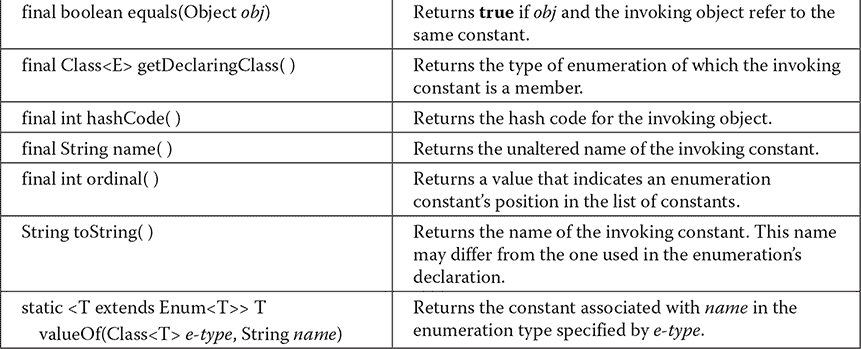 final boolean equals(Object obj)
Returns true if obj and the invoking object refer to the
same constant.
final Class<E> getDeclaringClass( )
Returns the type of enumeration of which the invoking
constant is a member.
final int hashCode( )
Returns the hash code for the invoking object.
final String name( )
Returns the unaltered name of the invoking constant.
final int ordinal( )
Returns a value that indicates an enumeration
constant’s position in the list of constants.
String toString( )
Returns the name of the invoking constant. This name
may differ from the one used in the enumeration’s
declaration.
static <T extends Enum<T>> T
valueOf(Class<T> e-type, String name)
Returns the constant associated with name in the
enumeration type specified by e-type.